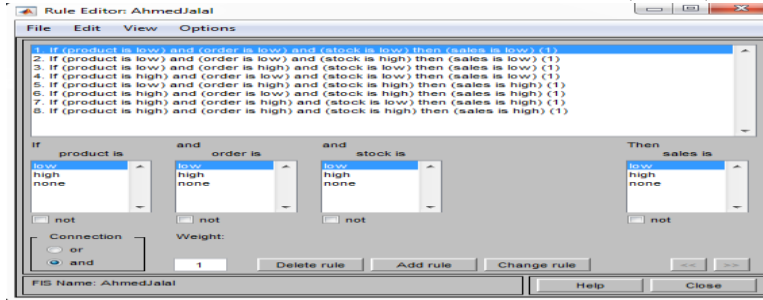 Rule Editor: AhmedJalal
File Edit View Options
1. If (product is low) and (order is low) and (stock is low) then (sales is low) (1)
2. If (product is low) and (order is low) and (stock is high) then (sales is low) (1)
3. If (product is low) and (order is high) and (stock is low) then (sales is low) (1)
4. If (product is high) and (order is low) and (stock is low) then (sales is low) (1)
5. If (product is low) and (order is high) and (stock is high) then (sales is high) (1)
6. If (product is high) and (order is low) and (stock is high) then (sales is high) (1)
7. If (product is high) and (order is high) and (stock is low) then (sales is high) (1)
8. If (product is high) and (order is high) and (stock is high) then (sales is high) (1)
If and and Then
product is order is stock is sales is
low low low low
high high high high
none none none none
not not not not
Connection Weight:
or
and 1 Delete rule Add rule Change rule << >>
FIS Name: AhmedJalal Help Close